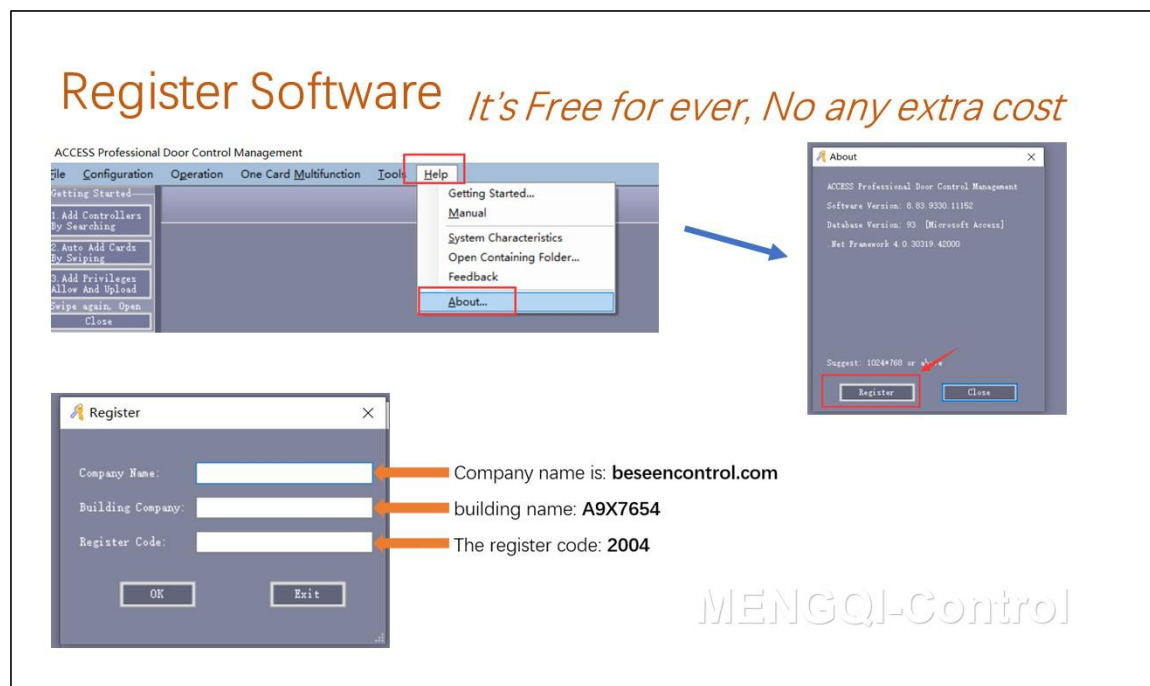 Register Software
It's Free for ever, No any extra cost
ACCESS Professional Door Control Management
File Configuration Operation One Card Multifunction Tools Help
Getting Started
1.Add Controllers
By Searching
2.Auto Add Cards
By Swiping
3.Add Privileges
Allow And Upload
Swipe again, Open
Close
Getting Started...
Manual
System Characteristics
Open Containing Folder...
Feedback
About...
About
ACCESS Professional Door Control Management
Software Version: 8.83.9330.11152
Database Version: 93 [Microsoft Access]
.Net Framework 4.0.30319.42000
Suggest: 1024*768 or above
Register Close
Register
Company Name:
Building Company:
Register Code:
OK Exit
Company name is: beseencontrol.com
building name: A9X7654
The register code: 2004
MENGQI-Control